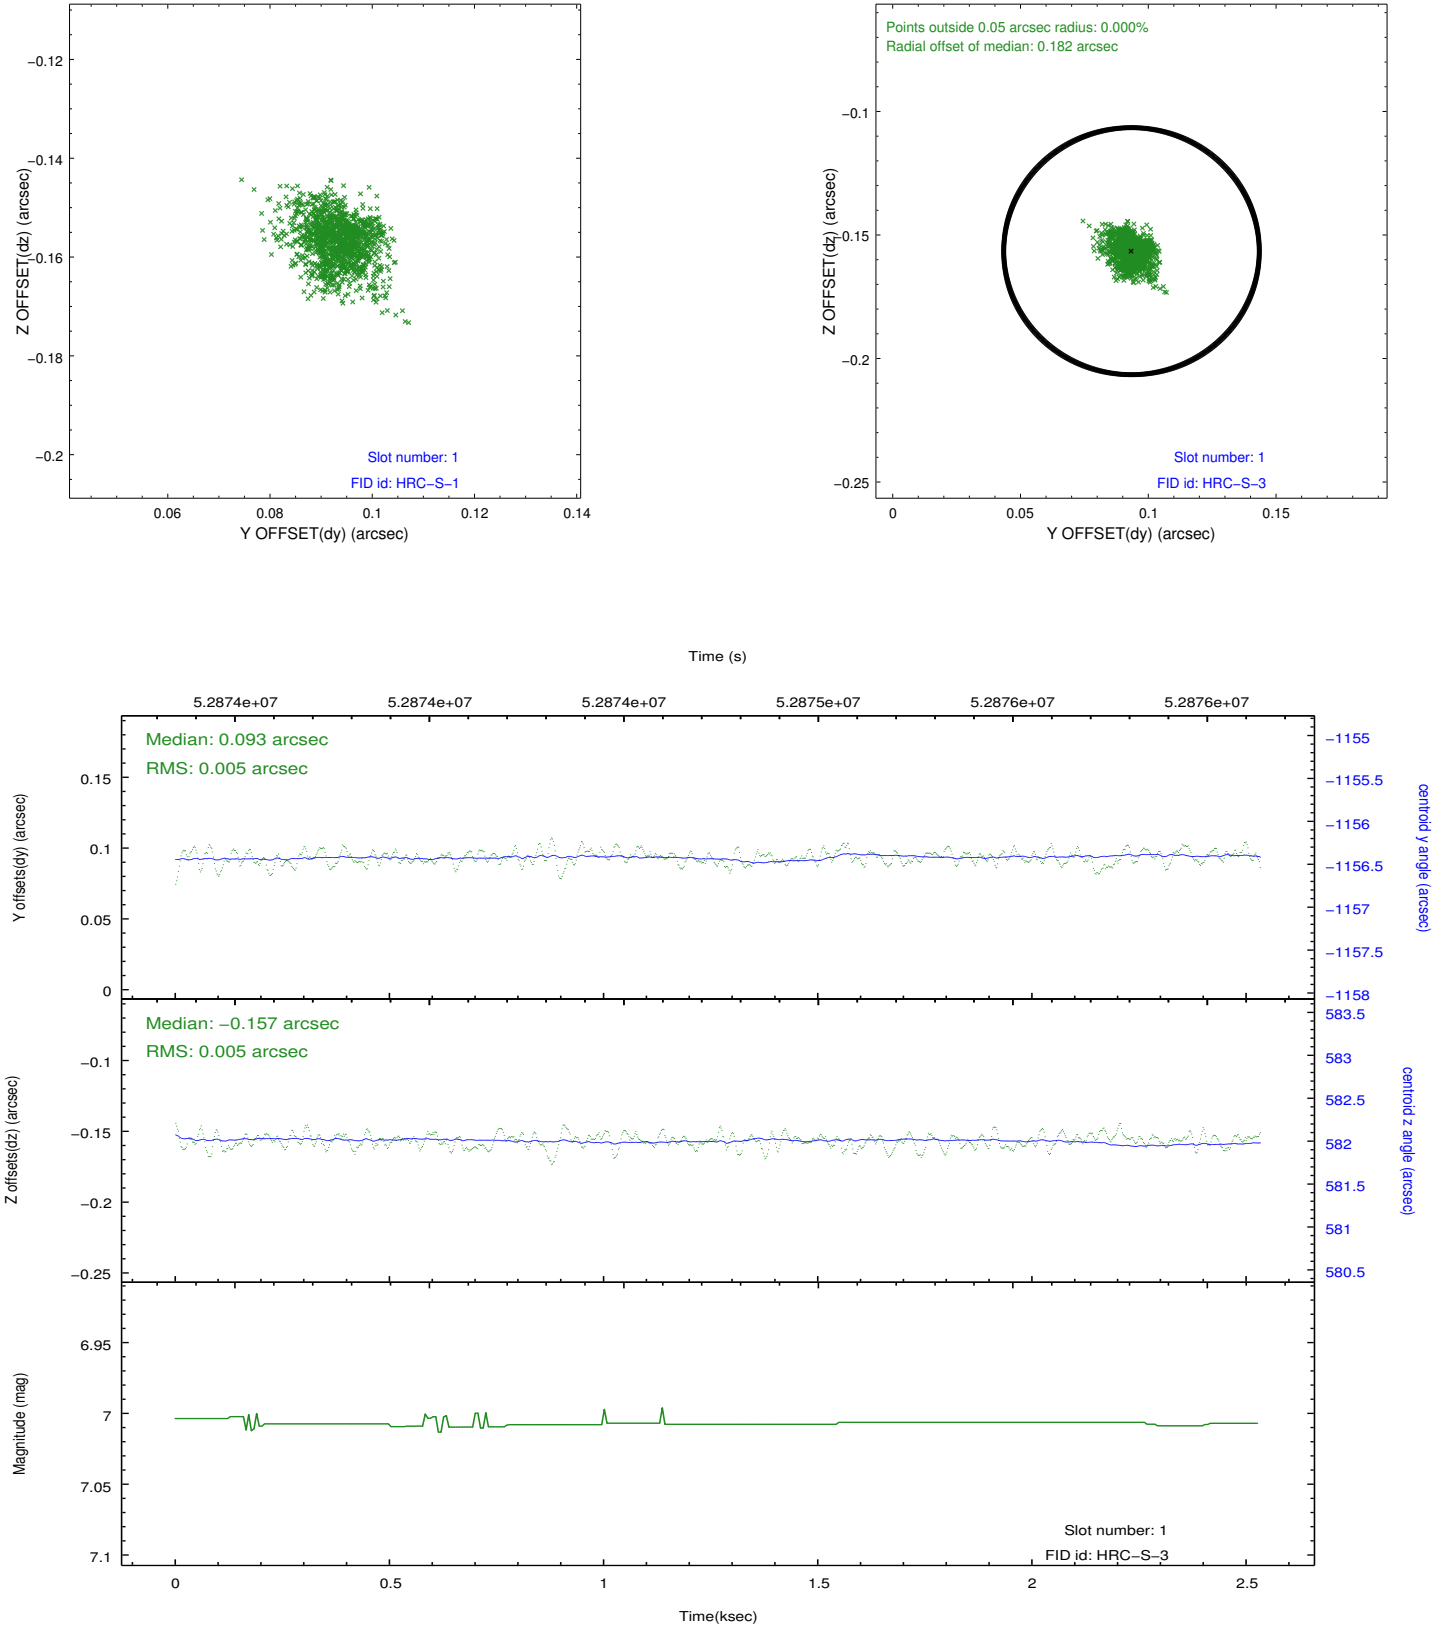 −0.12
−0.14
−0.16
−0.18
−0.2
Z OFFSET(dz) (arcsec)
Slot number: 1
FID id: HRC−S−1
0.06 0.08 0.1 0.12 0.14
Y OFFSET(dy) (arcsec)
Points outside 0.05 arcsec radius: 0.000%
Radial offset of median: 0.182 arcsec
−0.1
−0.15
−0.2
−0.25
Z OFFSET(dz) (arcsec)
Slot number: 1
FID id: HRC−S−3
0 0.05 0.1 0.15
Y OFFSET(dy) (arcsec)
Time (s)
5.2874e+07 5.2874e+07 5.2874e+07 5.2875e+07 5.2876e+07 5.2876e+07
Median: 0.093 arcsec
RMS: 0.005 arcsec
0.15
0.1
0.05
0
Y offsets(dy) (arcsec)
−1155
−1155.5
−1156
−1156.5
−1157
−1157.5
−1158
centroid y angle (arcsec)
Median: −0.157 arcsec
RMS: 0.005 arcsec
−0.1
−0.15
−0.2
−0.25
Z offsets(dz) (arcsec)
583.5
583
582.5
582
581.5
581
580.5
centroid z angle (arcsec)
6.95
7
7.05
7.1
Magnitude (mag)
Slot number: 1
FID id: HRC−S−3
0 0.5 1 1.5 2 2.5
Time(ksec)